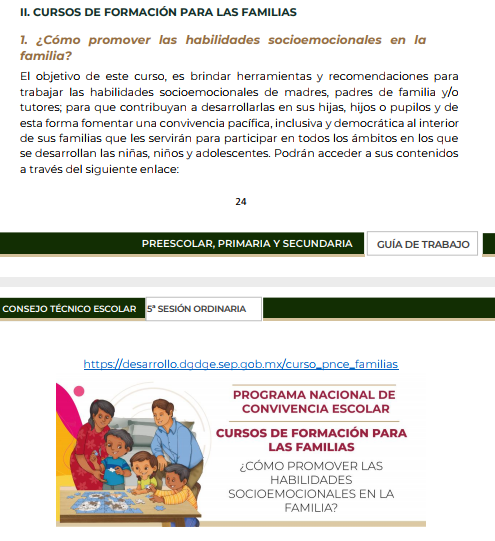 II. CURSOS DE FORMACIÓN PARA LAS FAMILIAS
1. ¿Cómo promover las habilidades socioemocionales en la
familia?
El objetivo de este curso, es brindar herramientas y recomendaciones para
trabajar las habilidades socioemocionales de madres, padres de familia y/o
tutores; para que contribuyan a desarrollarlas en sus hijas, hijos o pupilos y de
esta forma fomentar una convivencia pacífica, inclusiva y democrática al interior
de sus familias que les servirán para participar en todos los ámbitos en los que
se desarrollan las niñas, niños y adolescentes. Podrán acceder a sus contenidos
a través del siguiente enlace:
24
PREESCOLAR, PRIMARIA Y SECUNDARIA GUÍA DE TRABAJO
CONSEJO TÉCNICO ESCOLAR 5ª SESIÓN ORDINARIA
https://desarrollo.dgdge.sep.gob.mx/curso_pnce_familias
PROGRAMA NACIONAL DE
CONVIVENCIA ESCOLAR
CURSOS DE FORMACIÓN PARA
LAS FAMILIAS
¿CÓMO PROMOVER LAS
HABILIDADES
SOCIOEMOCIONALES EN LA
FAMILIA?